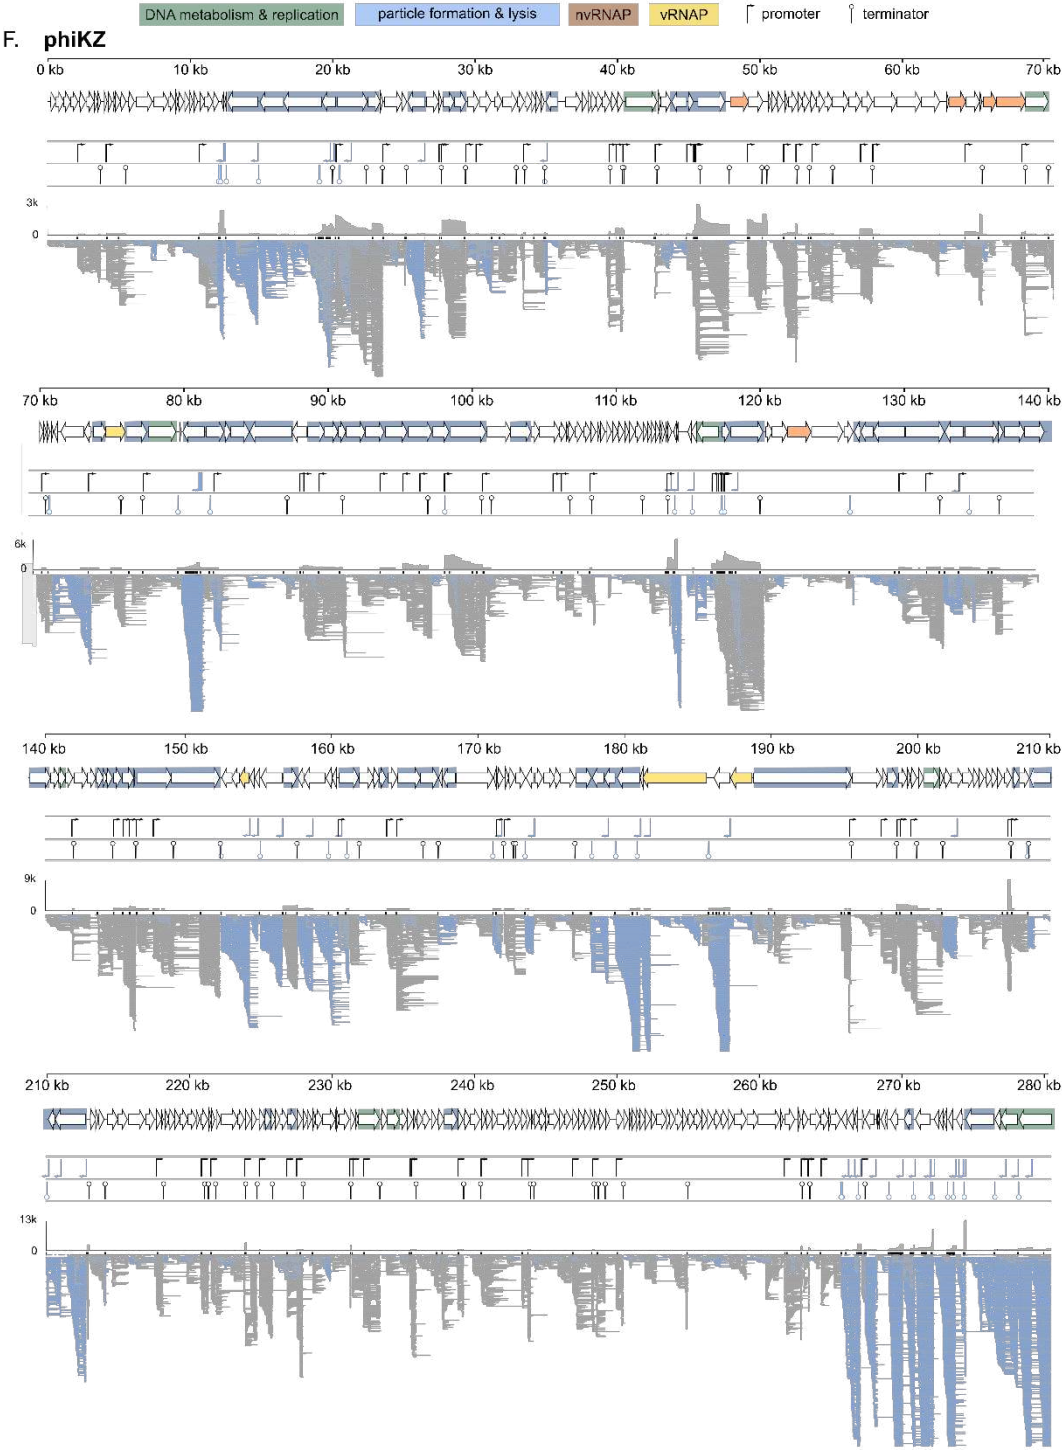 DNA metabolism & replication particle formation & lysis nvRNAP vRNAP promoter terminator
F. phiKZ
0 kb 10 kb 20 kb 30 kb 40 kb 50 kb 60 kb 70 kb
3k
0
70 kb 80 kb 90 kb 100 kb 110 kb 120 kb 130 kb 140 kb
6k
0
140 kb 150 kb 160 kb 170 kb 180 kb 190 kb 200 kb 210 kb
9k
0
210 kb 220 kb 230 kb 240 kb 250 kb 260 kb 270 kb 280 kb
13k
0